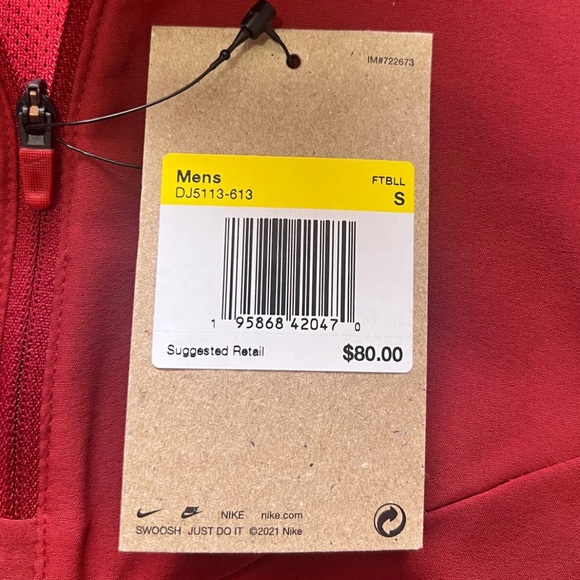 IM#722673
Mens FTBLL
DJ5113-613 S
1 95868 42047 0
Suggested Retail $80.00
NIKE nike.com
SWOOSH JUST DO IT ©2021 Nike